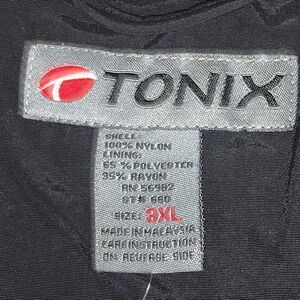 TONIX
SHELL:
100% NYLON
LINING:
65 % POLYESTER
35% RAYON
RN 56982
ST# 660
SIZE: 3XL
MADE IN MALAYSIA
CARE INSTRUCTION
ON REVERSE SIDE